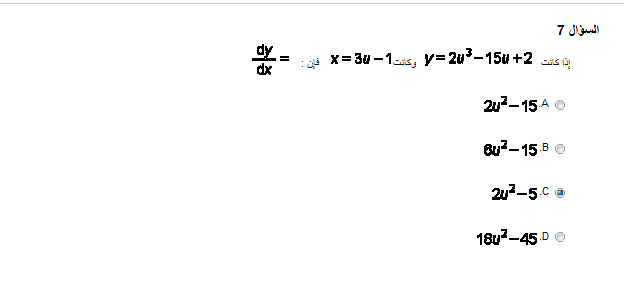 السؤال 7
إذا كانت y=2u³−15u+2 وكانت x=3u−1 فإن : dy/dx =
A. 2u²−15
B. 6u²−15
C. 2u²−5
D. 18u²−45